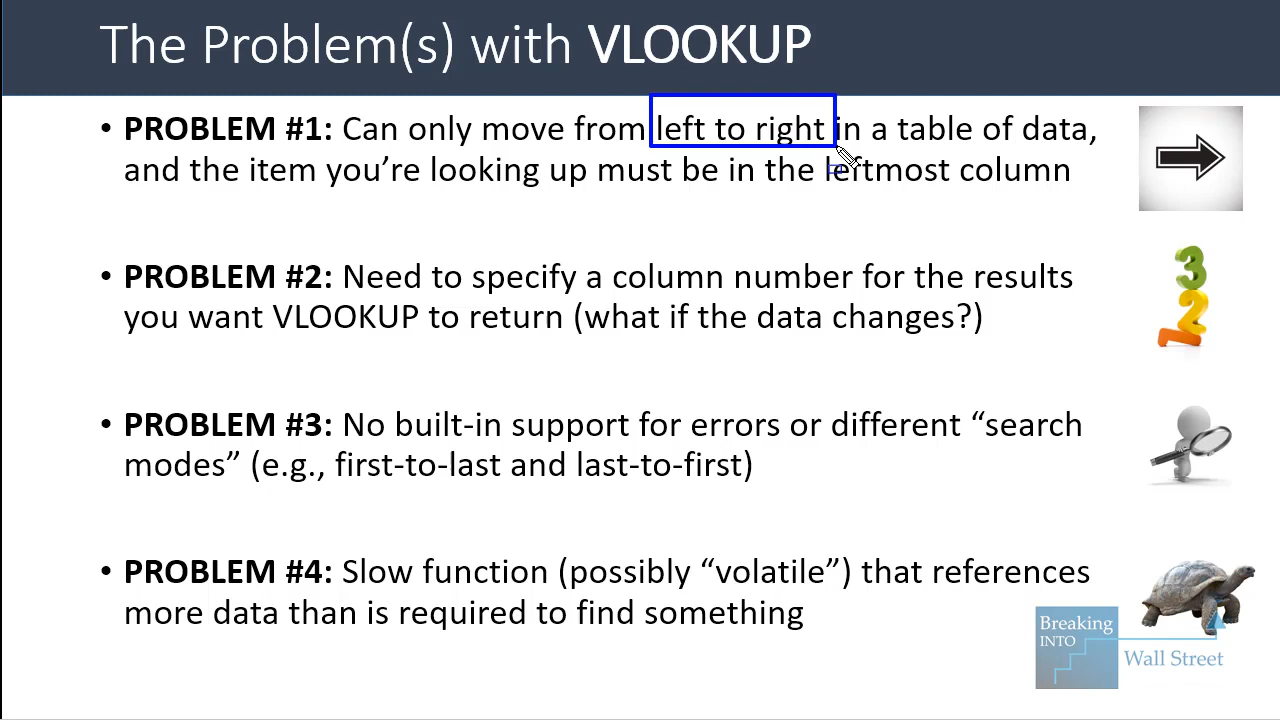 The Problem(s) with VLOOKUP
• PROBLEM #1: Can only move from left to right in a table of data,
and the item you’re looking up must be in the leftmost column
• PROBLEM #2: Need to specify a column number for the results
you want VLOOKUP to return (what if the data changes?)
• PROBLEM #3: No built-in support for errors or different “search
modes” (e.g., first-to-last and last-to-first)
• PROBLEM #4: Slow function (possibly “volatile”) that references
more data than is required to find something
3
2
1
Breaking
INTO
Wall Street